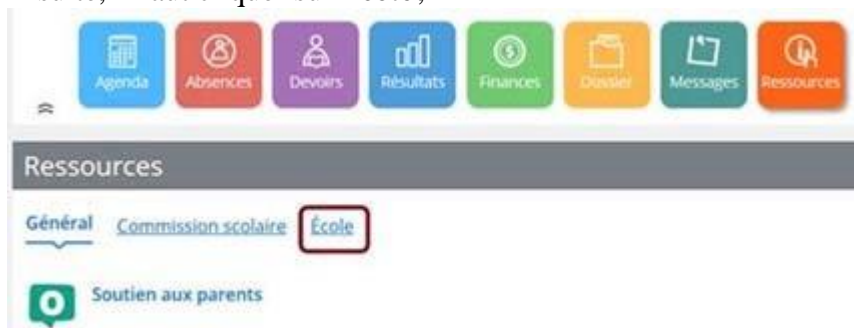 Agenda Absences Devoirs Résultats Finances Dossier Messages Ressources
Ressources
Général Commission scolaire École
Soutien aux parents